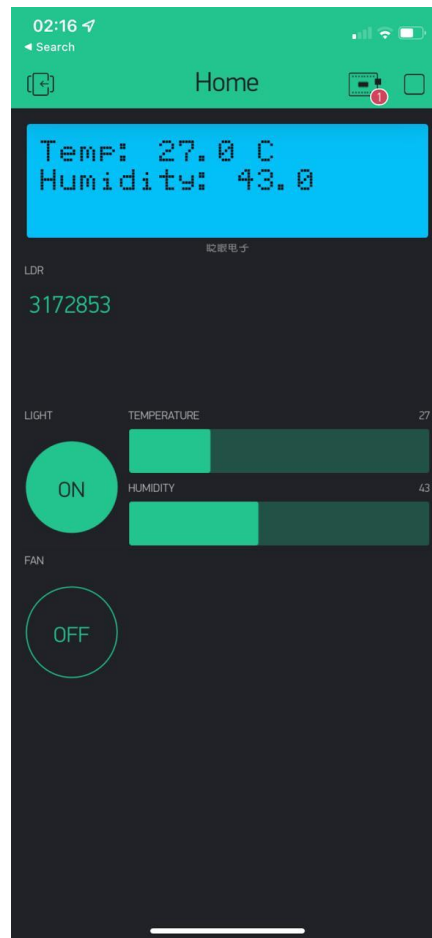 02:16
◀ Search
Home
1
Temp: 27.0 C
Humidity: 43.0
眨眼电子
LDR
3172853
LIGHT
TEMPERATURE 27
ON
HUMIDITY 43
FAN
OFF